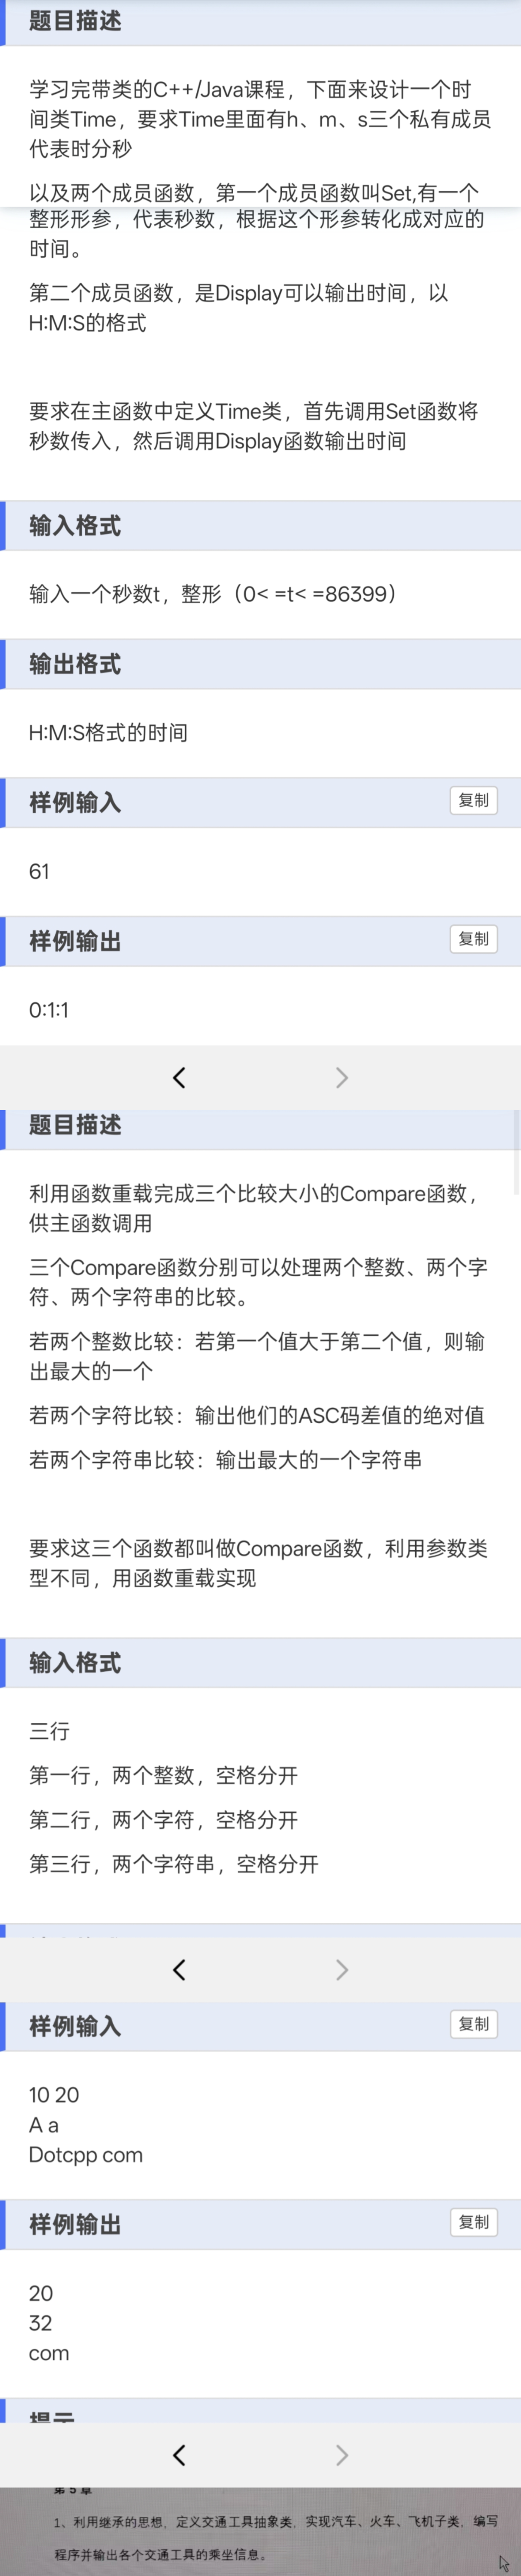 题目描述
学习完带类的C++/Java课程，下面来设计一个时
间类Time，要求Time里面有h、m、s三个私有成员
代表时分秒
以及两个成员函数，第一个成员函数叫Set,有一个
整形形参，代表秒数，根据这个形参转化成对应的
时间。
第二个成员函数，是Display可以输出时间，以
H:M:S的格式
要求在主函数中定义Time类，首先调用Set函数将
秒数传入，然后调用Display函数输出时间
输入格式
输入一个秒数t，整形（0< =t< =86399）
输出格式
H:M:S格式的时间
样例输入
复制
61
样例输出
复制
0:1:1
题目描述
利用函数重载完成三个比较大小的Compare函数，
供主函数调用
三个Compare函数分别可以处理两个整数、两个字
符、两个字符串的比较。
若两个整数比较：若第一个值大于第二个值，则输
出最大的一个
若两个字符比较：输出他们的ASC码差值的绝对值
若两个字符串比较：输出最大的一个字符串
要求这三个函数都叫做Compare函数，利用参数类
型不同，用函数重载实现
输入格式
三行
第一行，两个整数，空格分开
第二行，两个字符，空格分开
第三行，两个字符串，空格分开
样例输入
复制
10 20
A a
Dotcpp com
样例输出
复制
20
32
com
提示
第 5 章
1、利用继承的思想，定义交通工具抽象类，实现汽车、火车、飞机子类，编写
程序并输出各个交通工具的乘坐信息。